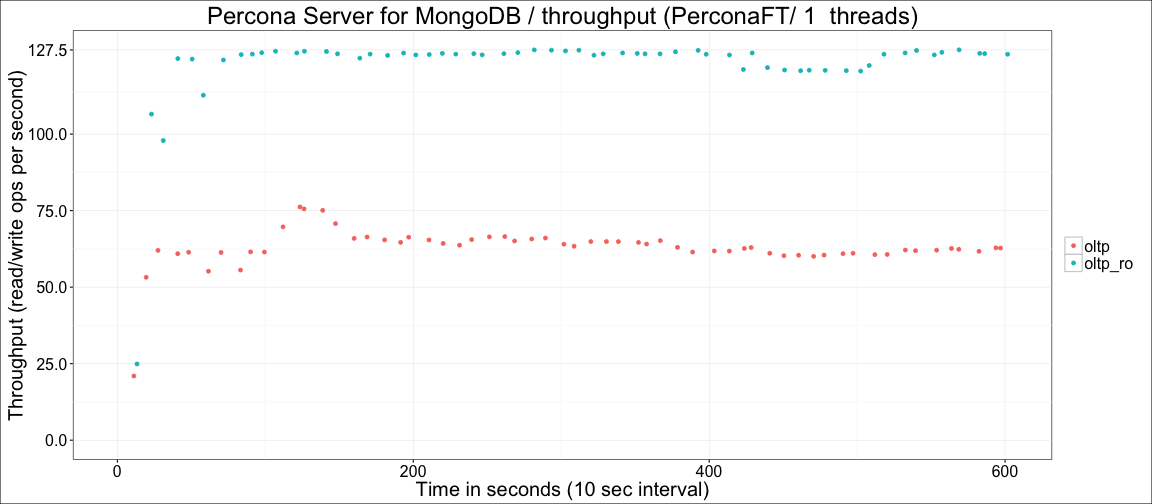 Percona Server for MongoDB / throughput (PerconaFT/ 1  threads)
Throughput (read/write ops per second)
127.5
100.0
75.0
50.0
25.0
0.0
0 200 400 600
Time in seconds (10 sec interval)
oltp
oltp_ro